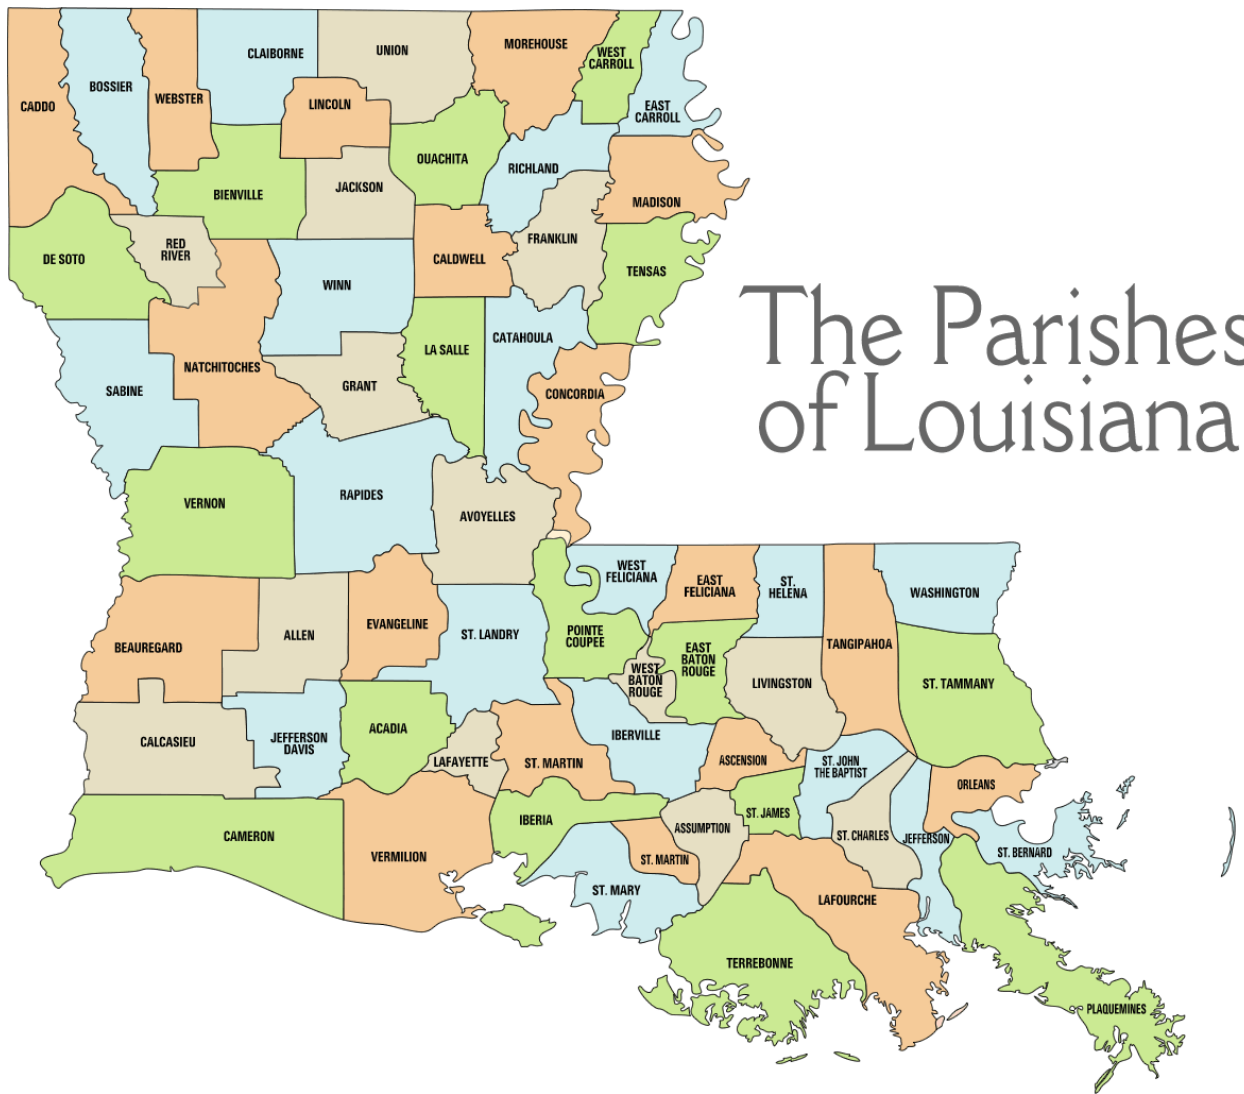 The Parishes
of Louisiana
CADDO
BOSSIER
WEBSTER
CLAIBORNE
UNION
MOREHOUSE
WEST
CARROLL
EAST
CARROLL
LINCOLN
OUACHITA
RICHLAND
BIENVILLE
JACKSON
MADISON
DE SOTO
RED
RIVER
WINN
CALDWELL
FRANKLIN
TENSAS
NATCHITOCHES
SABINE
GRANT
LA SALLE
CATAHOULA
CONCORDIA
VERNON
RAPIDES
AVOYELLES
WEST
FELICIANA
EAST
FELICIANA
ST.
HELENA
WASHINGTON
BEAUREGARD
ALLEN
EVANGELINE
ST. LANDRY
POINTE
COUPEE
WEST
BATON
ROUGE
EAST
BATON
ROUGE
LIVINGSTON
TANGIPAHOA
ST. TAMMANY
CALCASIEU
JEFFERSON
DAVIS
ACADIA
LAFAYETTE
ST. MARTIN
IBERVILLE
ASCENSION
ST. JOHN
THE BAPTIST
ORLEANS
CAMERON
VERMILION
IBERIA
ST. MARTIN
ASSUMPTION
ST. JAMES
ST. CHARLES
JEFFERSON
ST. BERNARD
ST. MARY
LAFOURCHE
TERREBONNE
PLAQUEMINES